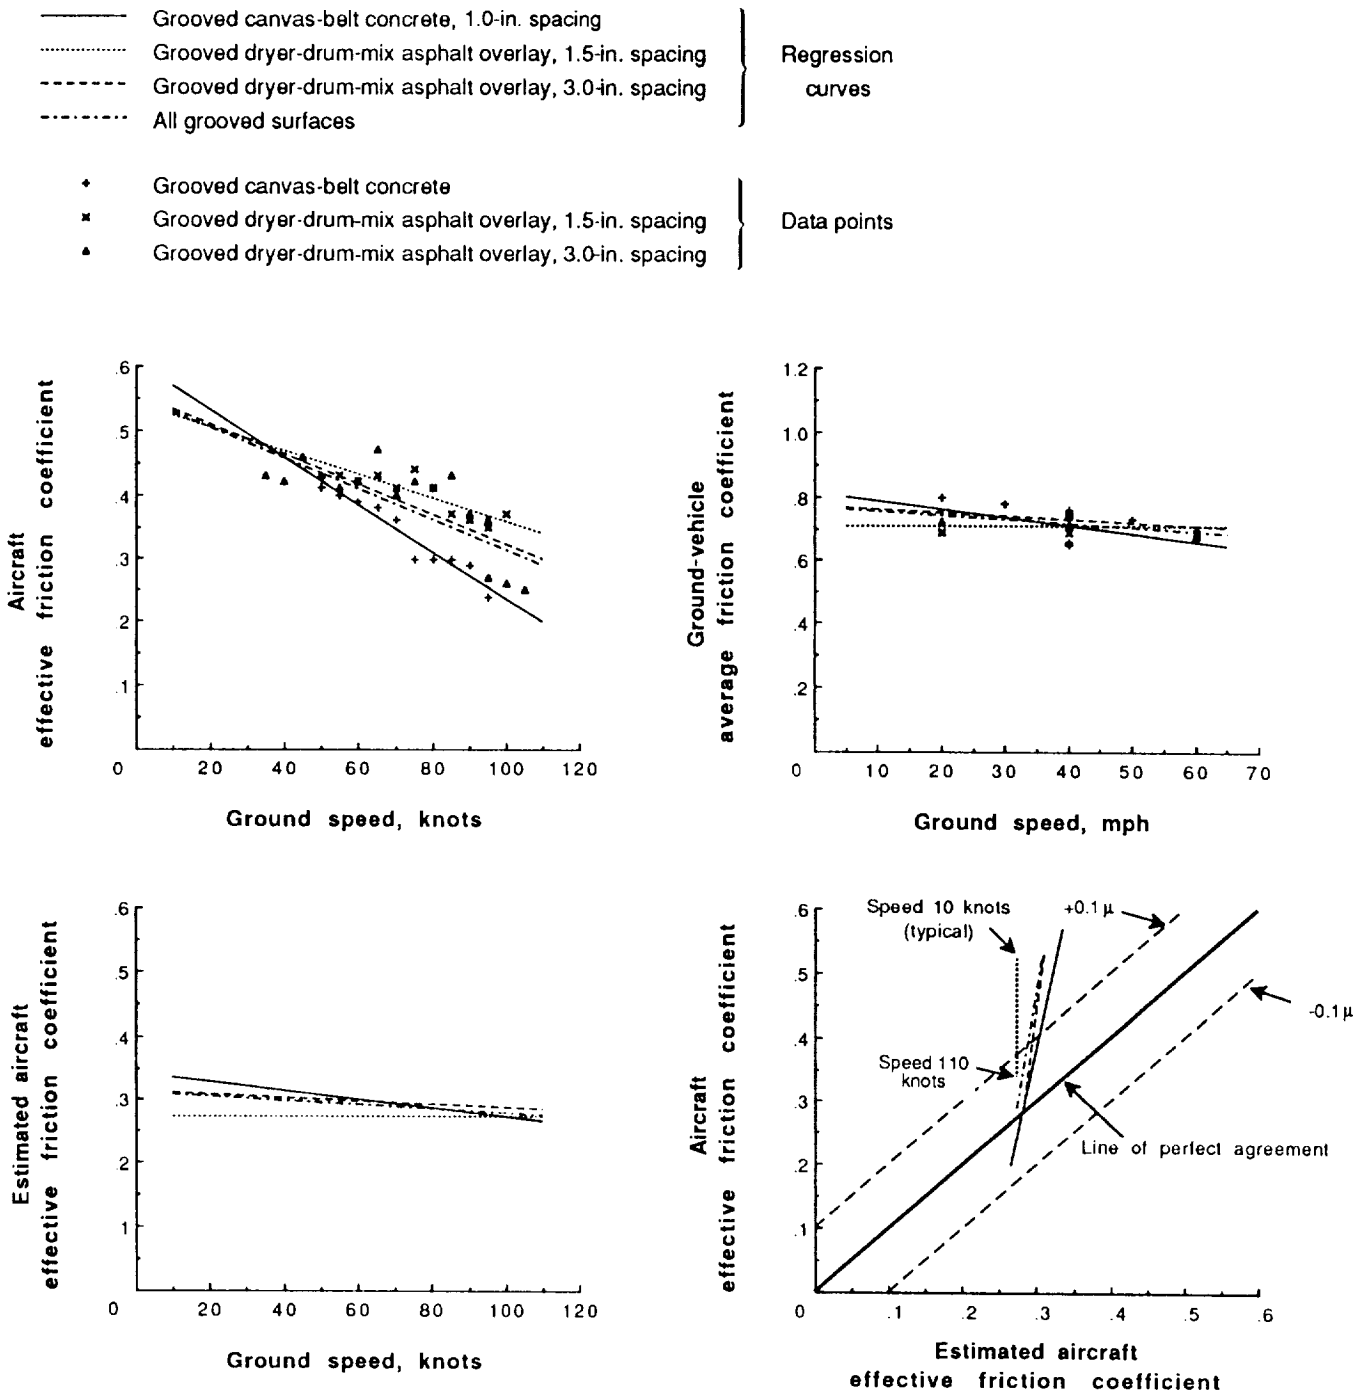 Grooved canvas-belt concrete, 1.0-in. spacing
Grooved dryer-drum-mix asphalt overlay, 1.5-in. spacing
Grooved dryer-drum-mix asphalt overlay, 3.0-in. spacing
All grooved surfaces
Regression
curves
Grooved canvas-belt concrete
Grooved dryer-drum-mix asphalt overlay, 1.5-in. spacing
Grooved dryer-drum-mix asphalt overlay, 3.0-in. spacing
Data points
Aircraft
effective friction coefficient
.6
.5
.4
.3
.2
.1
0 20 40 60 80 100 120
Ground speed, knots
Ground-vehicle
average friction coefficient
1.2
1.0
.8
.6
.4
.2
0 10 20 30 40 50 60 70
Ground speed, mph
Estimated aircraft
effective friction coefficient
.6
.5
.4
.3
.2
1
0 20 40 60 80 100 120
Ground speed, knots
Aircraft
effective friction coefficient
.6
.5
.4
.3
.2
.1
Speed 10 knots
(typical)
+0.1 μ
-0.1 μ
Speed 110
knots
Line of perfect agreement
0 .1 .2 .3 .4 .5 .6
Estimated aircraft
effective friction coefficient